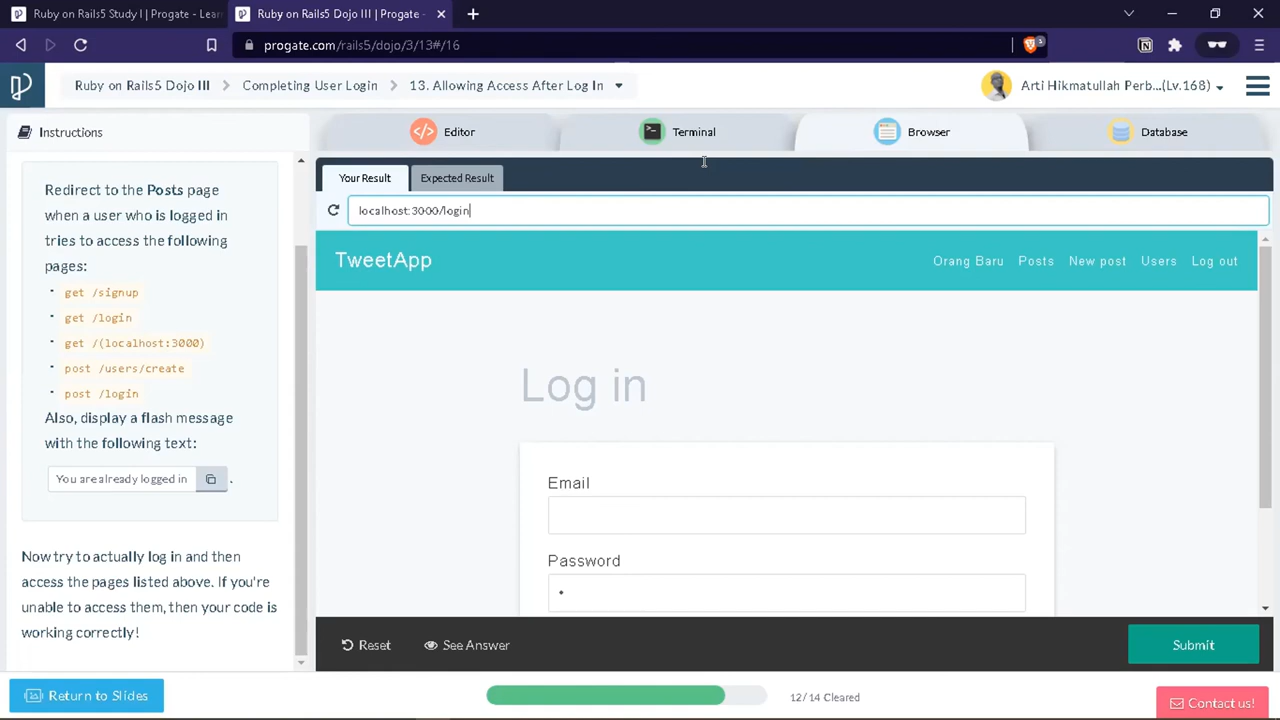 Ruby on Rails5 Study I | Progate - Lear
Ruby on Rails5 Dojo III | Progate -
progate.com/rails5/dojo/3/13#/16
Ruby on Rails5 Dojo III
Completing User Login
13. Allowing Access After Log In
Arti Hikmatullah Perb...(Lv.168)
Instructions
Editor
Terminal
Browser
Database
Redirect to the Posts page
when a user who is logged in
tries to access the following
pages:
get /signup
get /login
get /(localhost:3000)
post /users/create
post /login
Also, display a flash message
with the following text:
You are already logged in
.
Now try to actually log in and then
access the pages listed above. If you're
unable to access them, then your code is
working correctly!
Your Result
Expected Result
localhost:3000/login
TweetApp
Orang Baru
Posts
New post
Users
Log out
Log in
Email
Password
Reset
See Answer
Submit
Return to Slides
12/14 Cleared
Contact us!